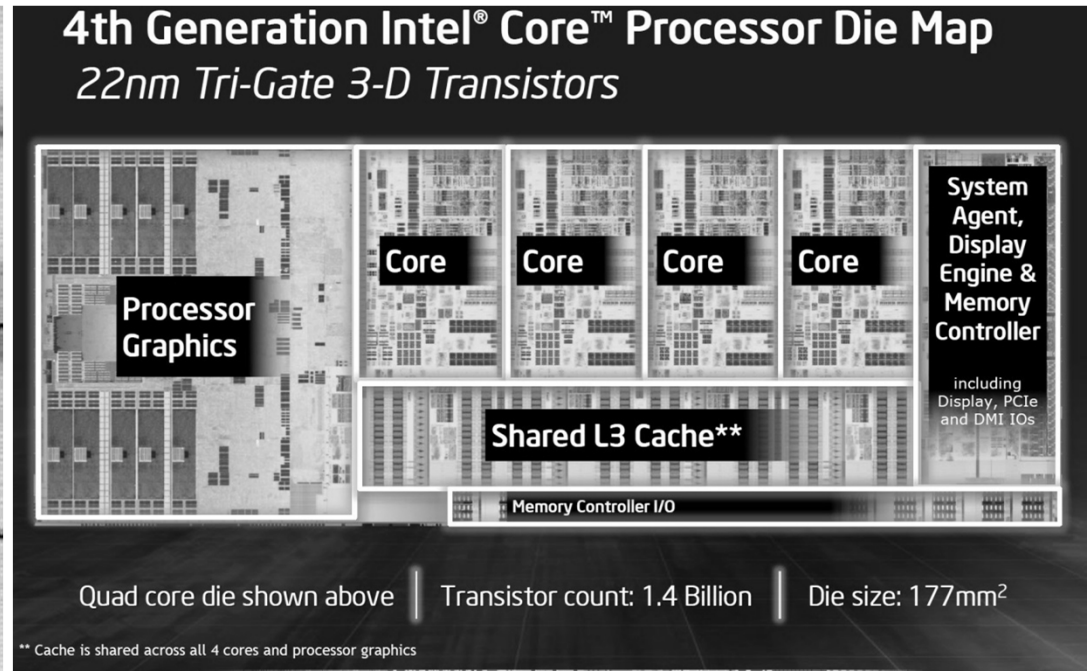 4th Generation Intel® Core™ Processor Die Map
22nm Tri-Gate 3-D Transistors
Processor
Graphics
Core
Core
Core
Core
System
Agent,
Display
Engine &
Memory
Controller
including
Display, PCIe
and DMI IOs
Shared L3 Cache**
Memory Controller I/O
Quad core die shown above
Transistor count: 1.4 Billion
Die size: 177mm²
** Cache is shared across all 4 cores and processor graphics